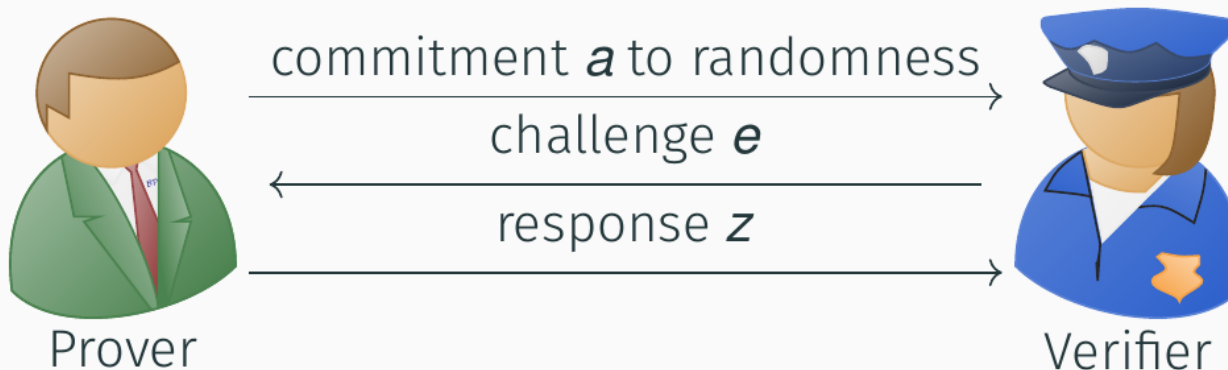 commitment a to randomness
challenge e
response z
Prover
Verifier